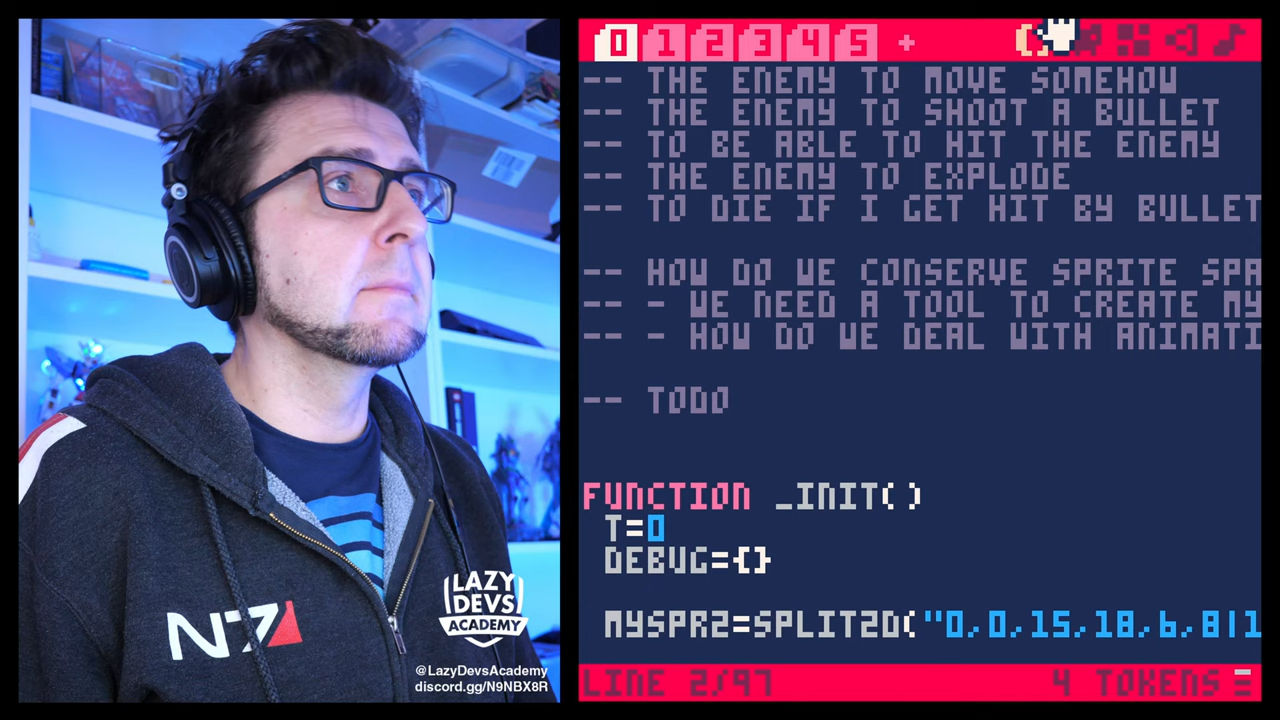 N7
LAZY
DEVS
ACADEMY
@LazyDevsAcademy
discord.gg/N9NBX8R
0 1 2 3 4 5 +
-- THE ENEMY TO MOVE SOMEHOW
-- THE ENEMY TO SHOOT A BULLET
-- TO BE ABLE TO HIT THE ENEMY
-- THE ENEMY TO EXPLODE
-- TO DIE IF I GET HIT BY BULLET
-- HOW DO WE CONSERVE SPRITE SPA
-- - WE NEED A TOOL TO CREATE MY
-- - HOW DO WE DEAL WITH ANIMATI
-- TODO
FUNCTION _INIT()
T=0
DEBUG={}
MYSPR2=SPLIT2D("0,0,15,18,6,8|1
LINE 2/97
4 TOKENS